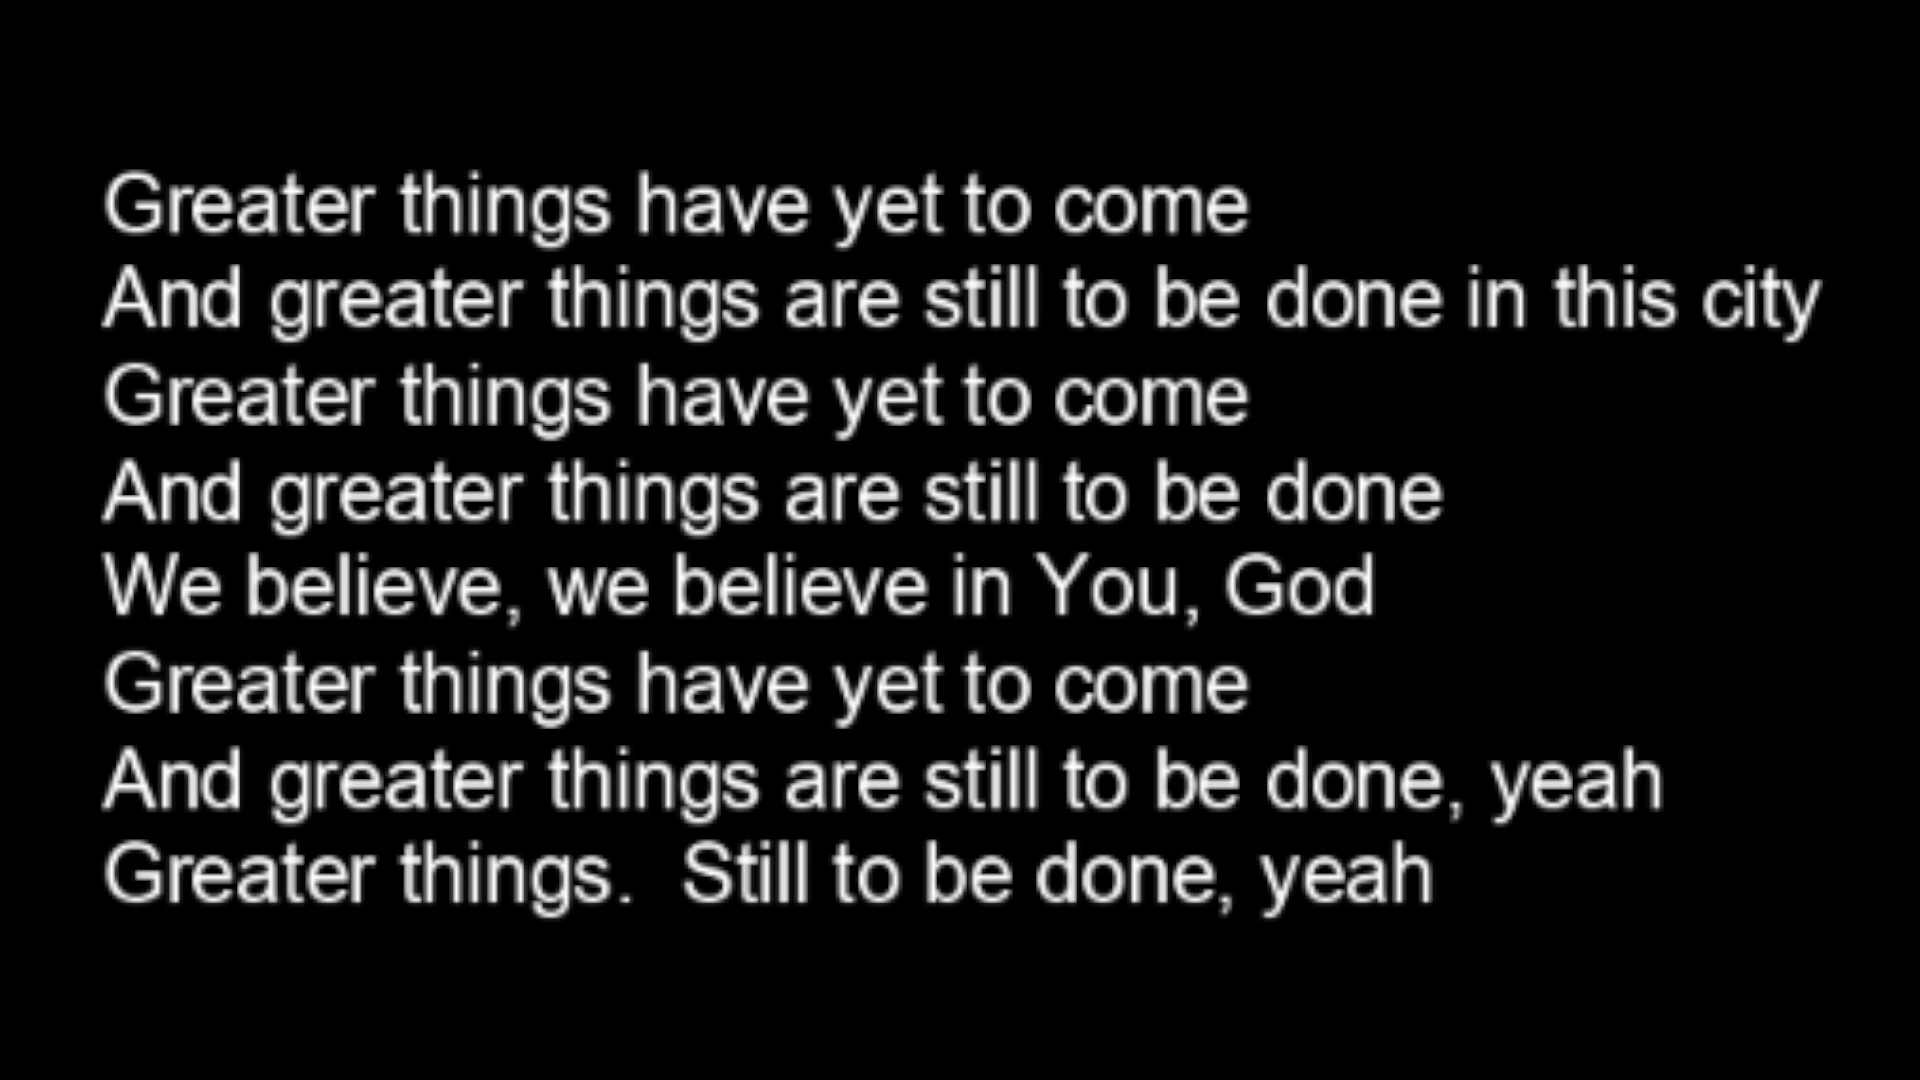 Greater things have yet to come
And greater things are still to be done in this city
Greater things have yet to come
And greater things are still to be done
We believe, we believe in You, God
Greater things have yet to come
And greater things are still to be done, yeah
Greater things.  Still to be done, yeah